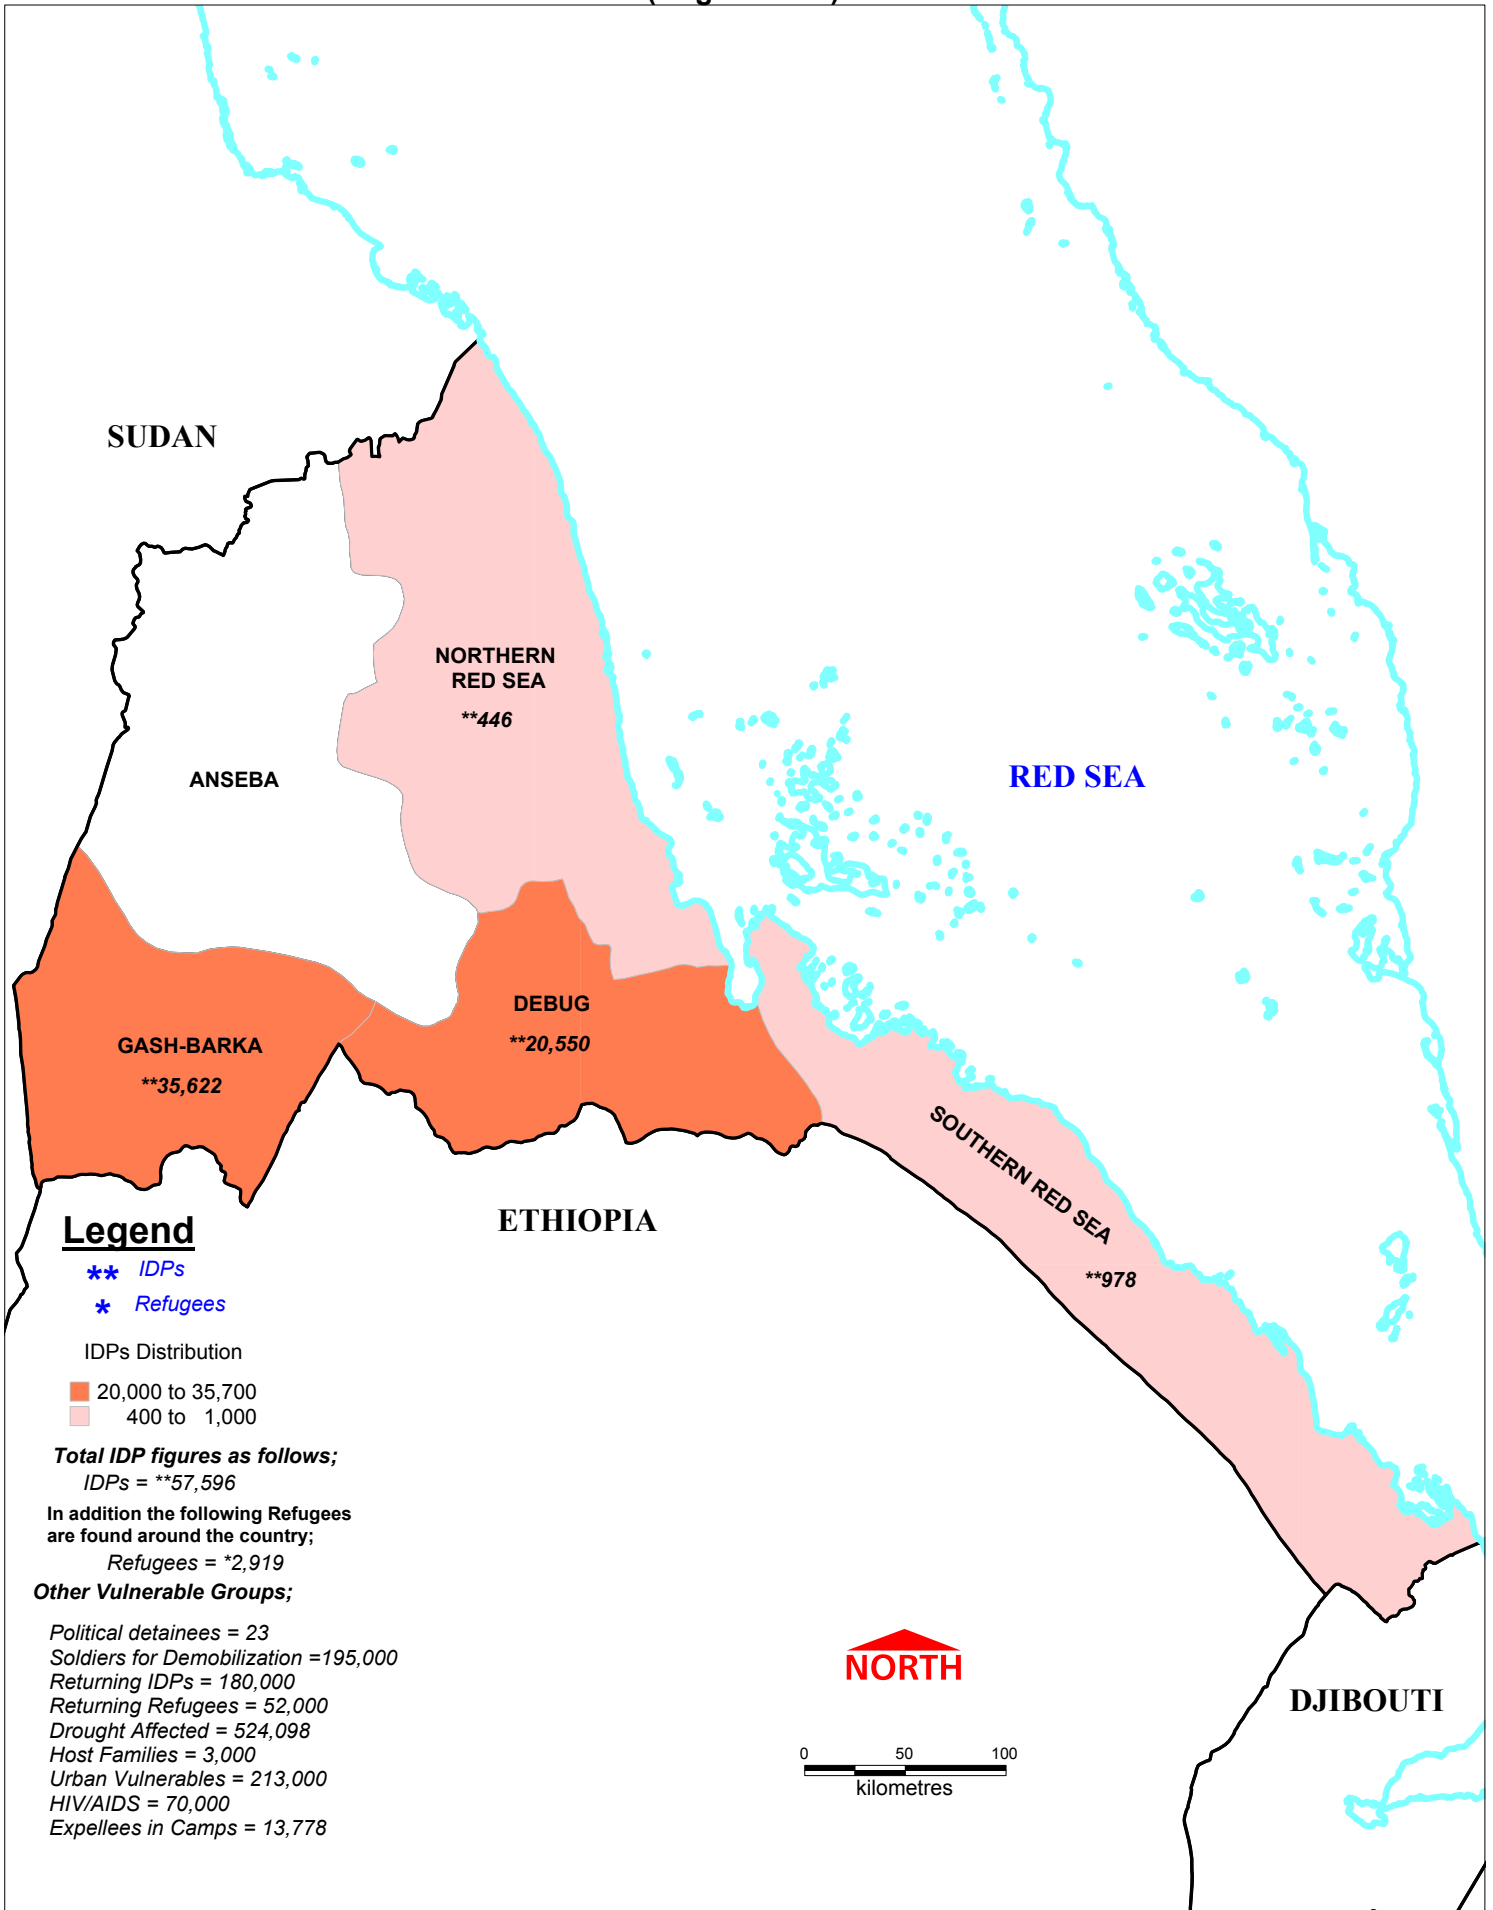 SUDAN
NORTHERN
RED SEA
**446
ANSEBA
RED SEA
DEBUG
**20,550
GASH-BARKA
**35,622
SOUTHERN RED SEA
**978
ETHIOPIA
Legend
** IDPs
* Refugees
IDPs Distribution
20,000 to 35,700
400 to 1,000
Total IDP figures as follows;
IDPs = **57,596
In addition the following Refugees
are found around the country;
Refugees = *2,919
Other Vulnerable Groups;
Political detainees = 23
Soldiers for Demobilization =195,000
Returning IDPs = 180,000
Returning Refugees = 52,000
Drought Affected = 524,098
Host Families = 3,000
Urban Vulnerables = 213,000
HIV/AIDS = 70,000
Expellees in Camps = 13,778
NORTH
DJIBOUTI
0 50 100
kilometres